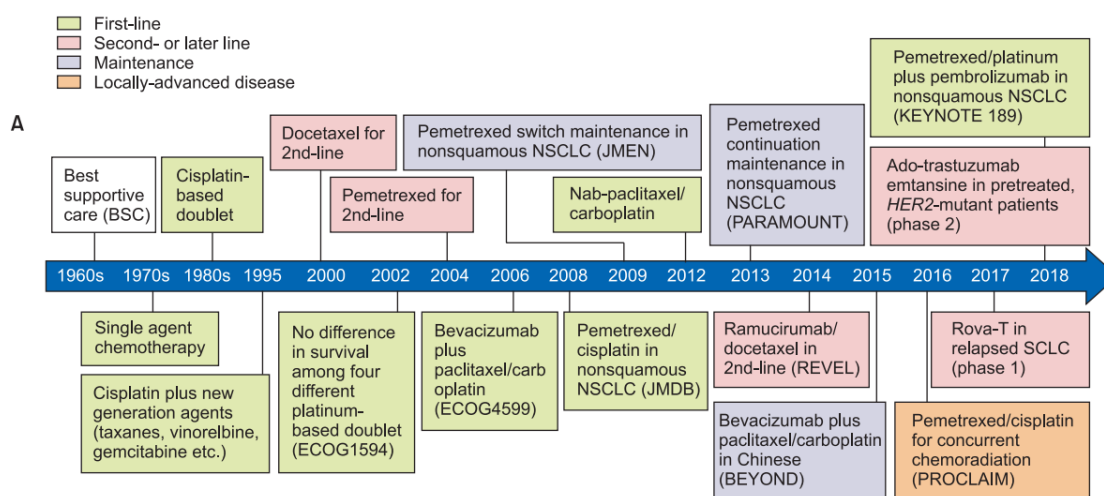 First-line
Second- or later line
Maintenance
Locally-advanced disease
A
Best
supportive
care (BSC)
Cisplatin-
based
doublet
Docetaxel for
2nd-line
Pemetrexed for
2nd-line
Pemetrexed switch maintenance in
nonsquamous NSCLC (JMEN)
Nab-paclitaxel/
carboplatin
Pemetrexed
continuation
maintenance in
nonsquamous
NSCLC
(PARAMOUNT)
Pemetrexed/platinum
plus pembrolizumab in
nonsquamous NSCLC
(KEYNOTE 189)
Ado-trastuzumab
emtansine in pretreated,
HER2-mutant patients
(phase 2)
1960s 1970s 1980s 1995 2000 2002 2004 2006 2008 2009 2012 2013 2014 2015 2016 2017 2018
Single agent
chemotherapy
Cisplatin plus new
generation agents
(taxanes, vinorelbine,
gemcitabine etc.)
No difference
in survival
among four
different
platinum-
based doublet
(ECOG1594)
Bevacizumab plus
paclitaxel/carb
oplatin
(ECOG4599)
Pemetrexed/
cisplatin in
nonsquamous
NSCLC (JMDB)
Ramucirumab/
docetaxel in
2nd-line (REVEL)
Bevacizumab plus
paclitaxel/carboplatin
in Chinese
(BEYOND)
Rova-T in
relapsed SCLC
(phase 1)
Pemetrexed/cisplatin
for concurrent
chemoradiation
(PROCLAIM)